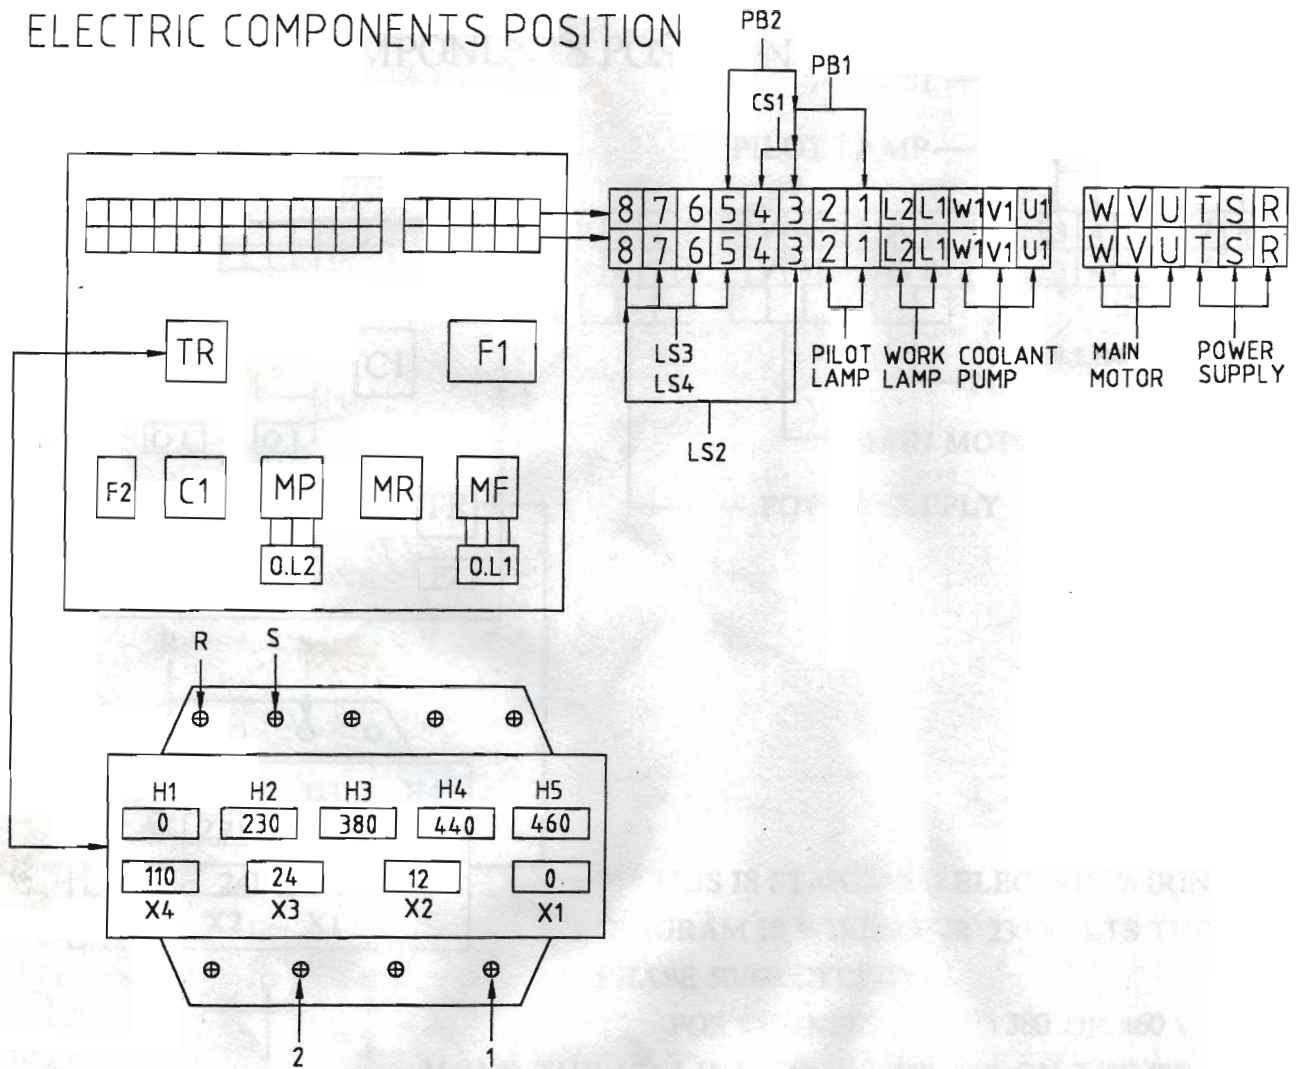 ELECTRIC COMPONENTS POSITION
PB2
PB1
CS1
8 7 6 5 4 3 2 1 L2 L1 W1 V1 U1 W V U T S R
8 7 6 5 4 3 2 1 L2 L1 W1 V1 U1 W V U T S R
LS3
LS4
LS2
PILOT
LAMP
WORK
LAMP
COOLANT
PUMP
MAIN
MOTOR
POWER
SUPPLY
TR F1
F2 C1 MP MR MF
O.L2 O.L1
R S
H1 H2 H3 H4 H5
0 230 380 440 460
110 24 12 0
X4 X3 X2 X1
2 1